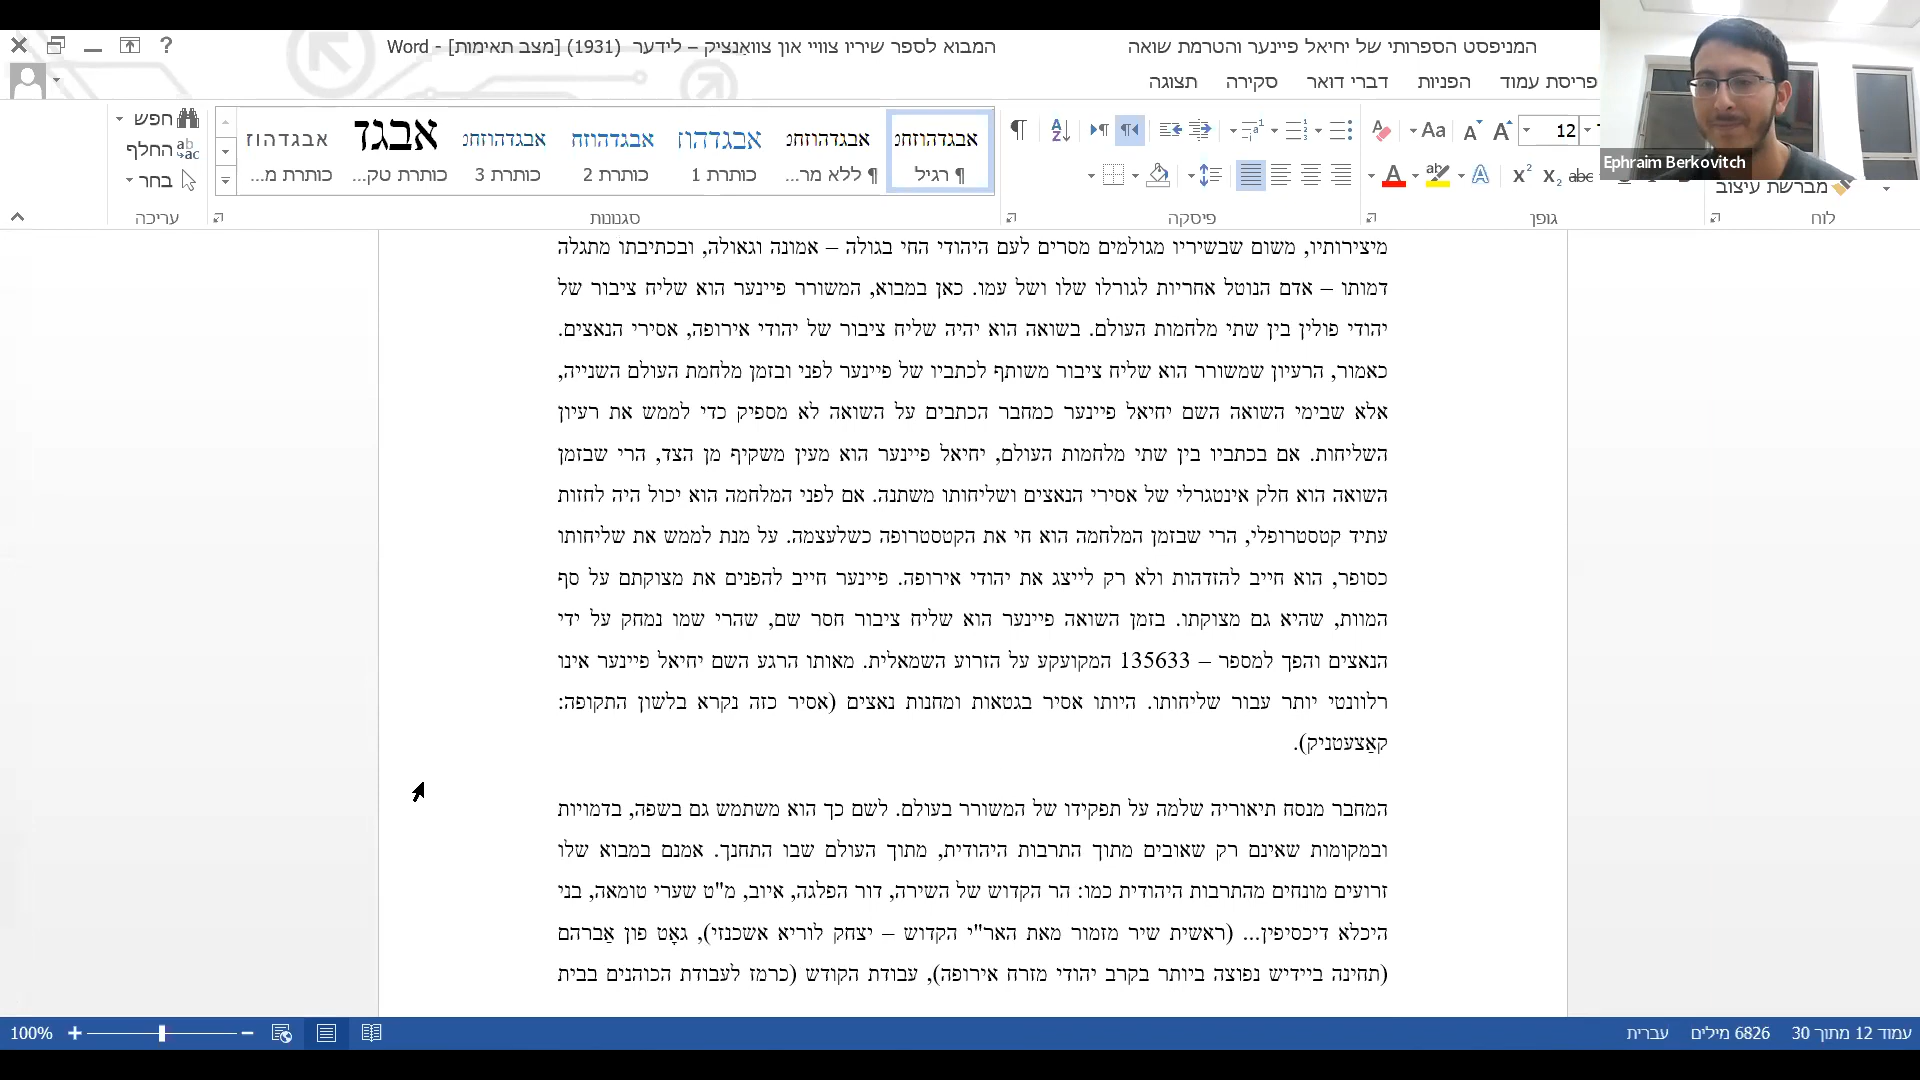 המניפסט הספרותי של יחיאל פיינער והטרמת שואה המבוא לספר שיריו צוויי און צוואַנציק – לידער (1931) [מצב תאימות] - Word
פריסת עמוד הפניות דברי דואר סקירה תצוגה
Ephraim Berkovitch
12
Aa
אבגדהוזחט אבגדהוזחט אבגדהוז אבגדהוזח אבגדהוזחט אבגד אבגדהוז
¶ רגיל ¶ ללא מר... כותרת 1 כותרת 2 כותרת 3 כותרת טק... כותרת מ...
חפש
החלף
בחר
מברשת עיצוב
לוח גופן פיסקה סגנונות עריכה
מיצירותיו, משום שבשיריו מגולמים מסרים לעם היהודי החי בגולה – אמונה וגאולה, ובכתיבתו מתגלה
דמותו – אדם הנוטל אחריות לגורלו שלו ושל עמו. כאן במבוא, המשורר פיינער הוא שליח ציבור של
יהודי פולין בין שתי מלחמות העולם. בשואה הוא יהיה שליח ציבור של יהודי אירופה, אסירי הנאצים.
כאמור, הרעיון שמשורר הוא שליח ציבור משותף לכתביו של פיינער לפני ובזמן מלחמת העולם השנייה,
אלא שבימי השואה השם יחיאל פיינער כמחבר הכתבים על השואה לא מספיק כדי לממש את רעיון
השליחות. אם בכתביו בין שתי מלחמות העולם, יחיאל פיינער הוא מעין משקיף מן הצד, הרי שבזמן
השואה הוא חלק אינטגרלי של אסירי הנאצים ושליחותו משתנה. אם לפני המלחמה הוא יכול היה לחזות
עתיד קטסטרופלי, הרי שבזמן המלחמה הוא חי את הקטסטרופה כשלעצמה. על מנת לממש את שליחותו
כסופר, הוא חייב להזדהות ולא רק לייצג את יהודי אירופה. פיינער חייב להפנים את מצוקתם על סף
המוות, שהיא גם מצוקתו. בזמן השואה פיינער הוא שליח ציבור חסר שם, שהרי שמו נמחק על ידי
הנאצים והפך למספר – 135633 המקועקע על הזרוע השמאלית. מאותו הרגע השם יחיאל פיינער אינו
רלוונטי יותר עבור שליחותו. היותו אסיר בגטאות ומחנות נאצים (אסיר כזה נקרא בלשון התקופה:
קאַצעטניק).
המחבר מנסח תיאוריה שלמה על תפקידו של המשורר בעולם. לשם כך הוא משתמש גם בשפה, בדמויות
ובמקומות שאינם רק שאובים מתוך התרבות היהודית, מתוך העולם שבו התחנך. אמנם במבוא שלו
זרועים מונחים מהתרבות היהודית כמו: הר הקדוש של השירה, דור הפלגה, איוב, מ"ט שערי טומאה, בני
היכלא דיכסיפין... (ראשית שיר מזמור מאת האר"י הקדוש – יצחק לוריא אשכנזי), גאָט פון אַברהם
(תחינה ביידיש נפוצה ביותר בקרב יהודי מזרח אירופה), עבודת הקודש (כרמז לעבודת הכוהנים בבית
עמוד 12 מתוך 30 6826 מילים עברית 100%